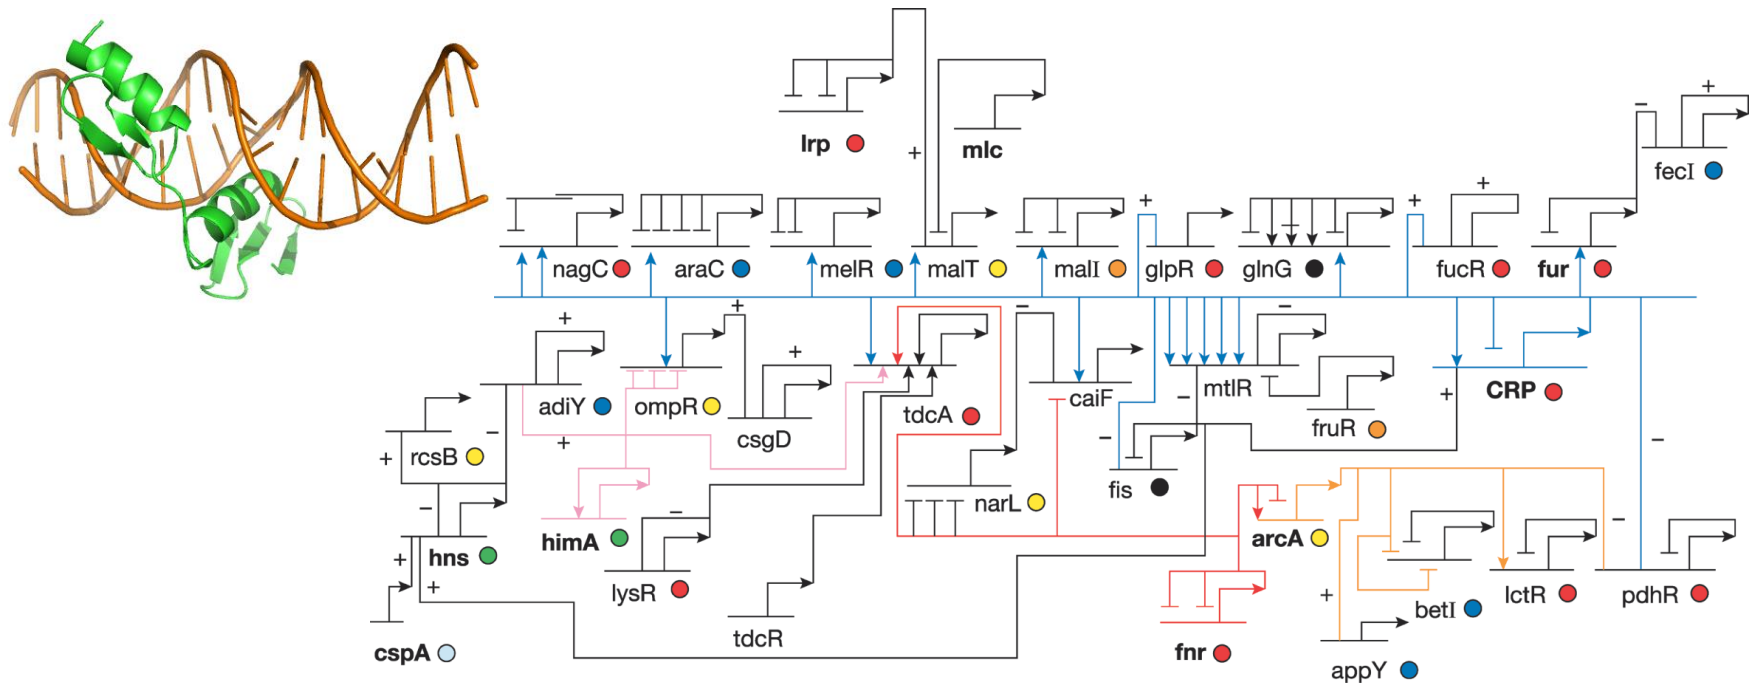 +
−
fecI
lrp
+
mlc
+
+
+
nagC
araC
melR
malT
malI
glpR
glnG
fucR
fur
+
+
−
−
+
adiY
ompR
csgD
tdcA
caiF
mtlR
CRP
−
+
fruR
+
rcsB
−
+
−
−
narL
fis
−
−
hns
himA
−
arcA
+
+
lysR
+
betI
lctR
pdhR
tdcR
cspA
fnr
appY